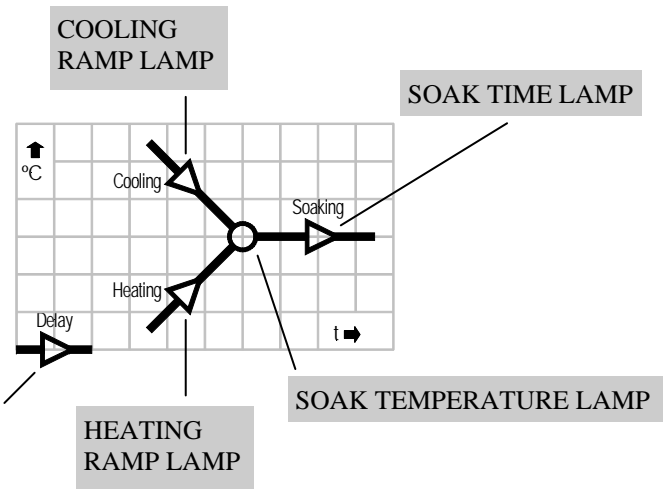 COOLING
RAMP LAMP
SOAK TIME LAMP
ºC
Cooling
Soaking
Heating
Delay
t
SOAK TEMPERATURE LAMP
HEATING
RAMP LAMP